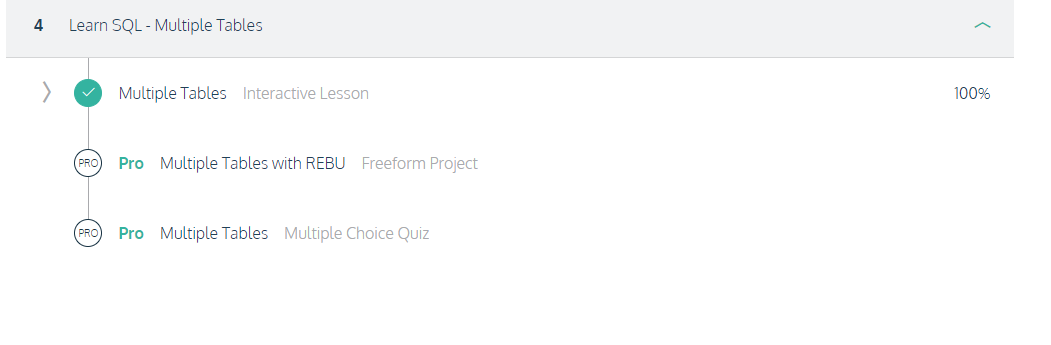 4 Learn SQL - Multiple Tables
Multiple Tables Interactive Lesson 100%
PRO Pro Multiple Tables with REBU Freeform Project
PRO Pro Multiple Tables Multiple Choice Quiz